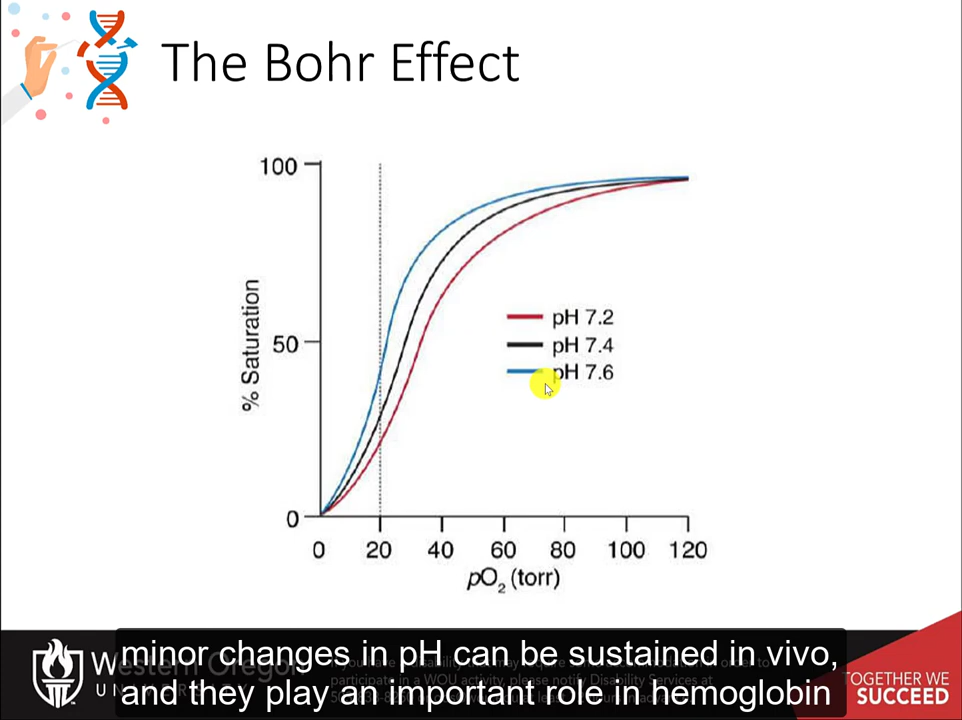 The Bohr Effect
100
50
0
% Saturation
pH 7.2
pH 7.4
pH 7.6
0 20 40 60 80 100 120
pO₂ (torr)
minor changes in pH can be sustained in vivo,
and they play an important role in hemoglobin
TOGETHER WE
SUCCEED